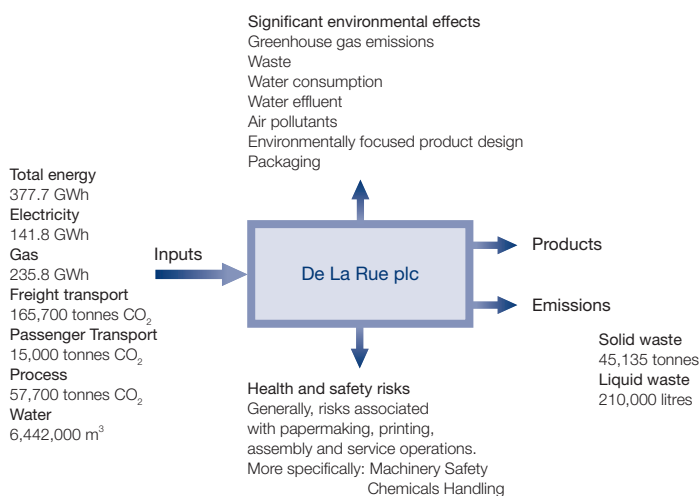 Significant environmental effects
Greenhouse gas emissions
Waste
Water consumption
Water effluent
Air pollutants
Environmentally focused product design
Packaging
Total energy
377.7 GWh
Electricity
141.8 GWh
Gas
235.8 GWh
Freight transport
165,700 tonnes CO₂
Passenger Transport
15,000 tonnes CO₂
Process
57,700 tonnes CO₂
Water
6,442,000 m³
Inputs
De La Rue plc
Products
Emissions
Solid waste
45,135 tonnes
Liquid waste
210,000 litres
Health and safety risks
Generally, risks associated
with papermaking, printing,
assembly and service operations.
More specifically: Machinery Safety
Chemicals Handling